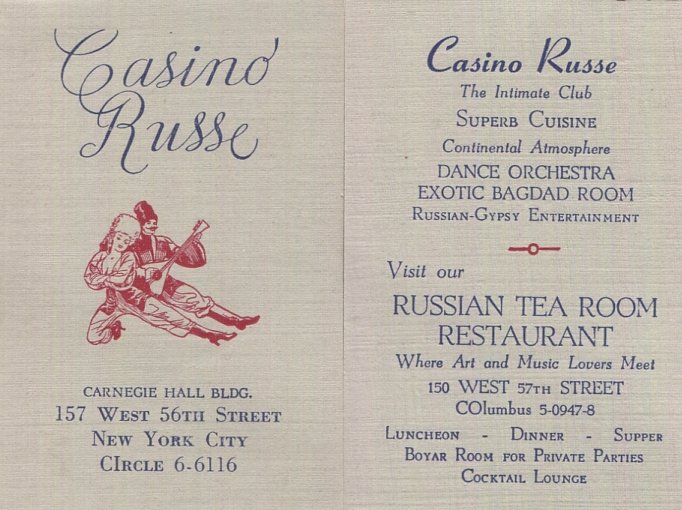 Casino
Russe
CARNEGIE HALL BLDG.
157 WEST 56TH STREET
NEW YORK CITY
CIrcle 6-6116
Casino Russe
The Intimate Club
SUPERB CUISINE
Continental Atmosphere
DANCE ORCHESTRA
EXOTIC BAGDAD ROOM
RUSSIAN-GYPSY ENTERTAINMENT
Visit our
RUSSIAN TEA ROOM
RESTAURANT
Where Art and Music Lovers Meet
150 WEST 57TH STREET
COlumbus 5-0947-8
LUNCHEON - DINNER - SUPPER
BOYAR ROOM FOR PRIVATE PARTIES
COCKTAIL LOUNGE